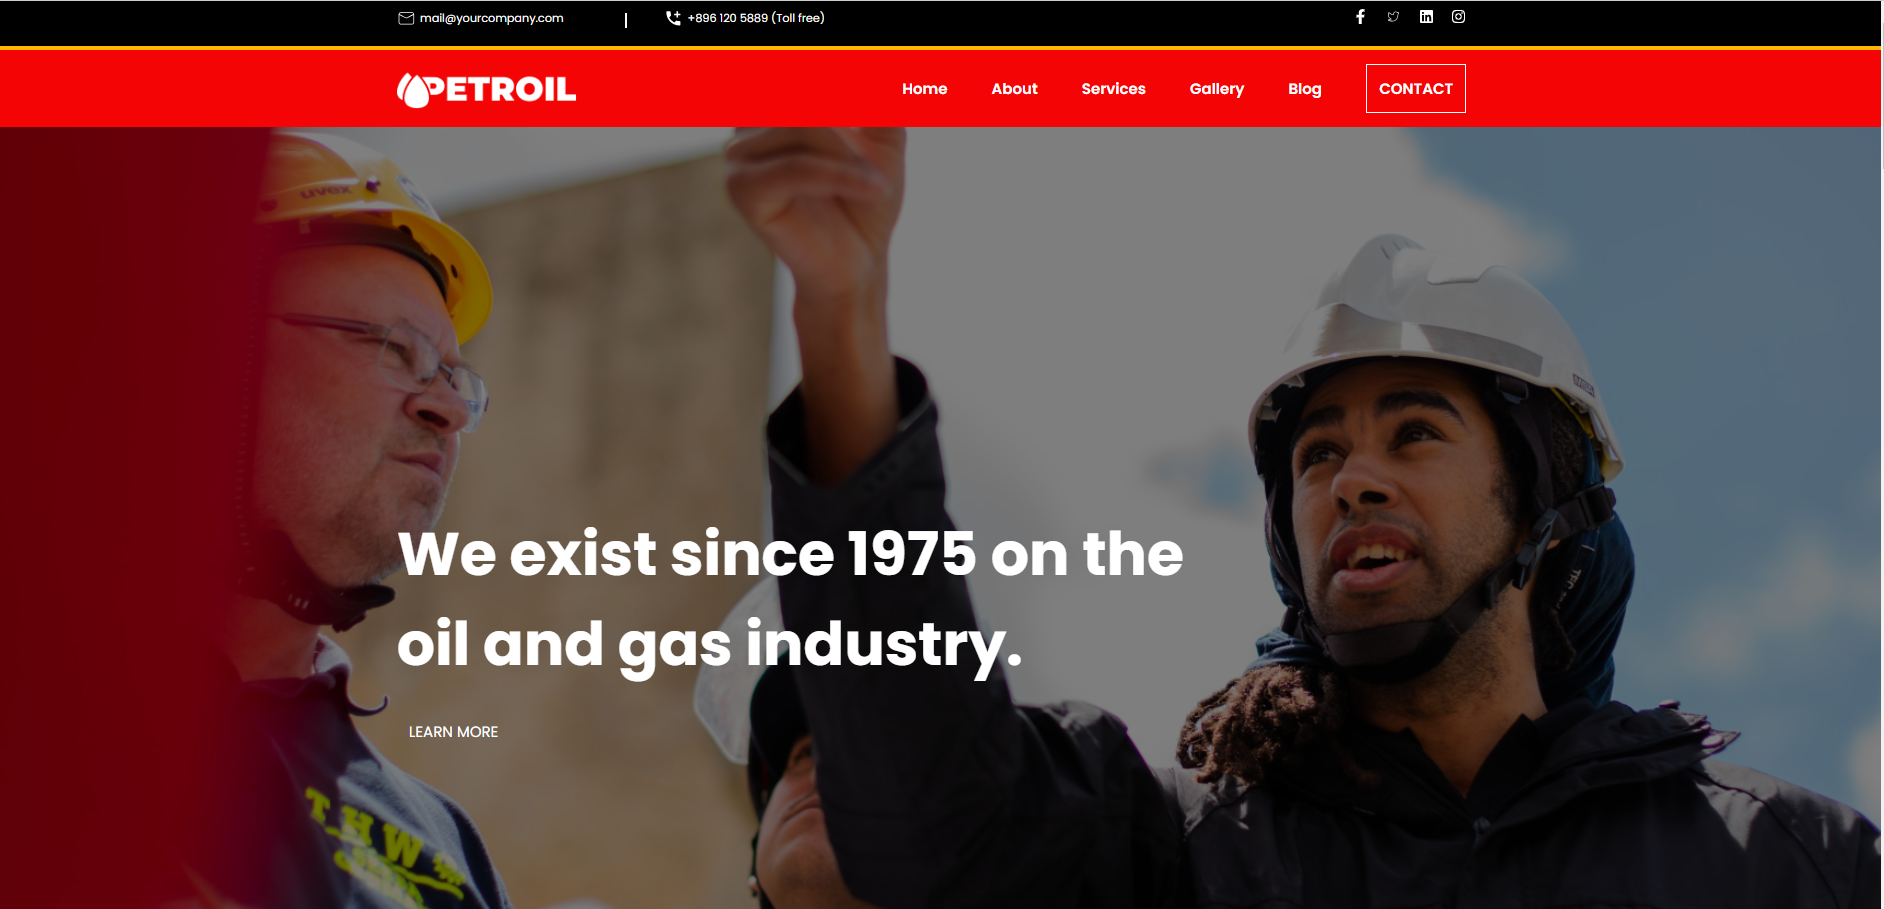 mail@yourcompany.com | +896 120 5889 (Toll free)
PETROIL Home About Services Gallery Blog CONTACT
uvex
We exist since 1975 on the
oil and gas industry.
LEARN MORE
THW